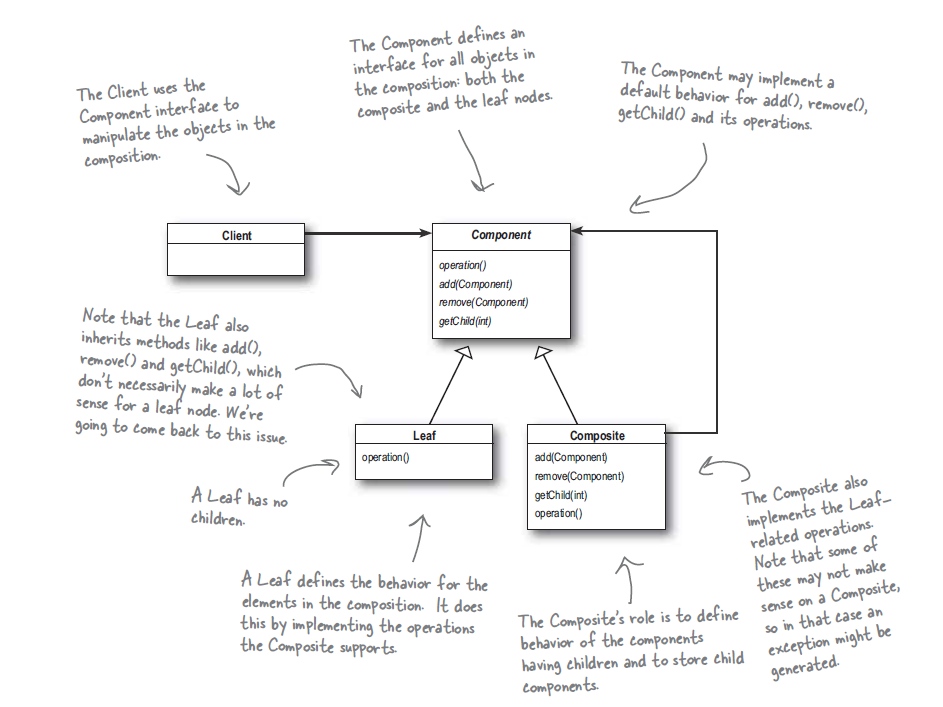 The Component defines an
interface for all objects in
the composition: both the
composite and the leaf nodes.
The Client uses the
Component interface to
manipulate the objects in the
composition.
The Component may implement a
default behavior for add(), remove(),
getChild() and its operations.
Client
Component
operation()
add(Component)
remove(Component)
getChild(int)
Note that the Leaf also
inherits methods like add(),
remove() and getChild(), which
don't necessarily make a lot of
sense for a leaf node. We're
going to come back to this issue.
Leaf
operation()
Composite
add(Component)
remove(Component)
getChild(int)
operation()
A Leaf has no
children.
The Composite also
implements the Leaf-
related operations.
Note that some of
these may not make
sense on a Composite,
so in that case an
exception might be
generated.
A Leaf defines the behavior for the
elements in the composition. It does
this by implementing the operations
the Composite supports.
The Composite's role is to define
behavior of the components
having children and to store child
components.